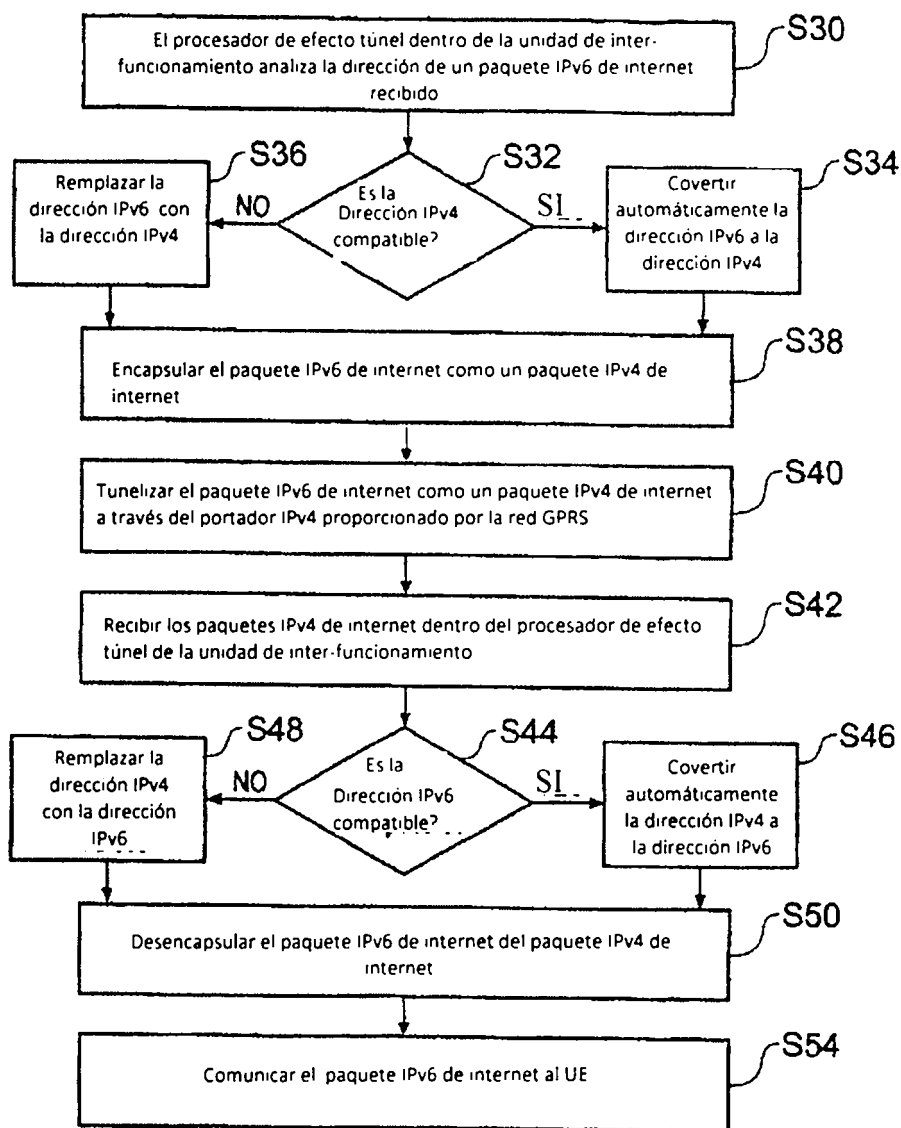 El procesador de efecto túnel dentro de la unidad de inter-
funcionamiento analiza la dirección de un paquete IPv6 de internet
recibido
S30
S36
Remplazar la
dirección IPv6 con
la dirección IPv4
NO
S32
Es la
Dirección IPv4
compatible?
SI
S34
Covertir
automáticamente la
dirección IPv6 a la
dirección IPv4
S38
Encapsular el paquete IPv6 de internet como un paquete IPv4 de
internet
S40
Tunelizar el paquete IPv6 de internet como un paquete IPv4 de internet
a través del portador IPv4 proporcionado por la red GPRS
S42
Recibir los paquetes IPv4 de internet dentro del procesador de efecto
túnel de la unidad de inter-funcionamiento
S48
Remplazar la
dirección IPv4
con la dirección
IPv6
NO
S44
Es la
Dirección IPv6
compatible?
SI
S46
Covertir
automáticamente
la dirección IPv4 a
la dirección IPv6
S50
Desencapsular el paquete IPv6 de internet del paquete IPv4 de
internet
S54
Comunicar el paquete IPv6 de internet al UE